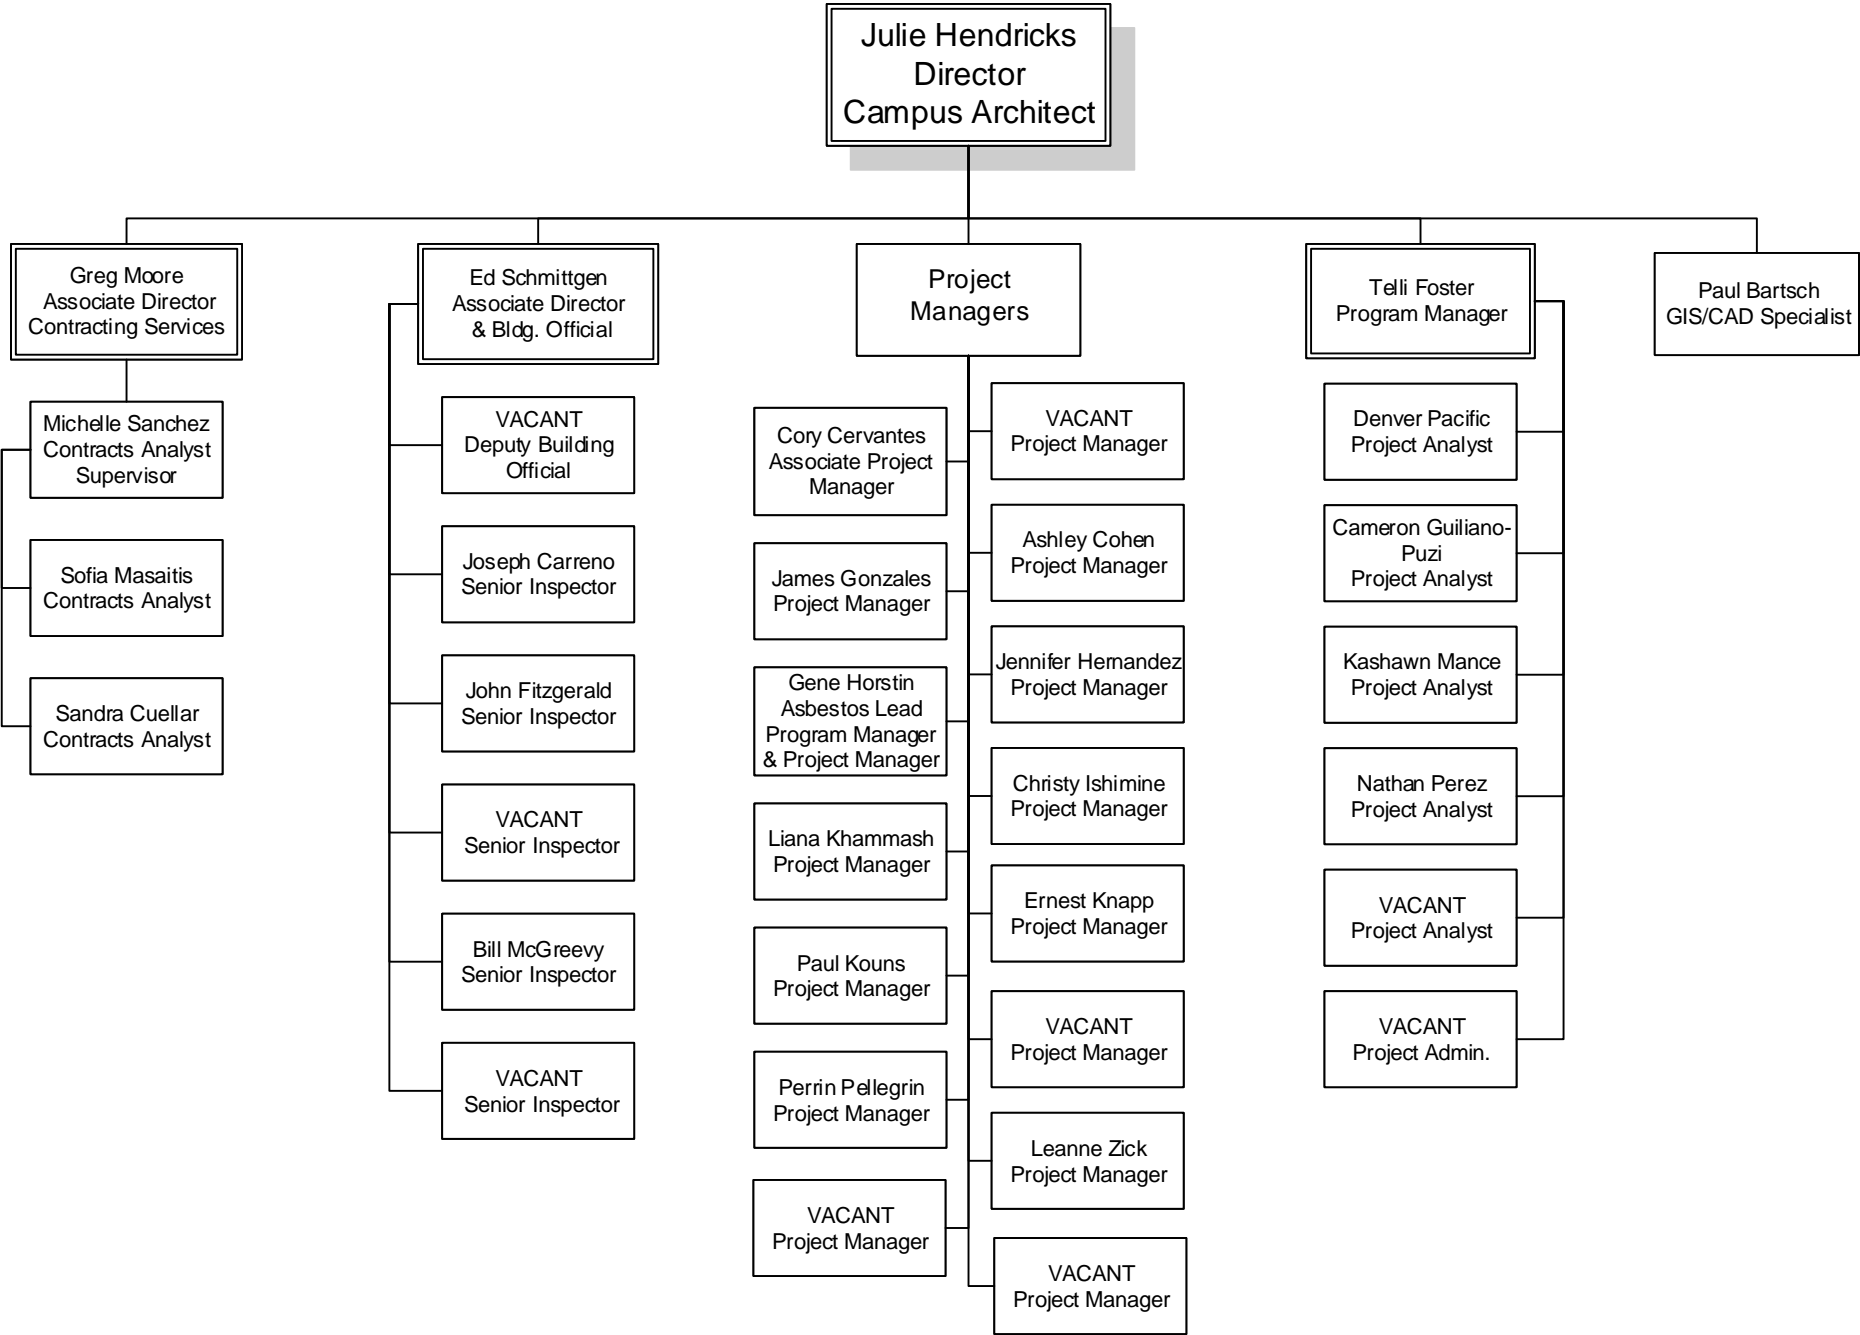 Julie Hendricks
Director
Campus Architect
Greg Moore
Associate Director
Contracting Services
Michelle Sanchez
Contracts Analyst
Supervisor
Sofia Masaitis
Contracts Analyst
Sandra Cuellar
Contracts Analyst
Ed Schmittgen
Associate Director
& Bldg. Official
VACANT
Deputy Building
Official
Joseph Carreno
Senior Inspector
John Fitzgerald
Senior Inspector
VACANT
Senior Inspector
Bill McGreevy
Senior Inspector
VACANT
Senior Inspector
Project
Managers
Cory Cervantes
Associate Project
Manager
James Gonzales
Project Manager
Gene Horstin
Asbestos Lead
Program Manager
& Project Manager
Liana Khammash
Project Manager
Paul Kouns
Project Manager
Perrin Pellegrin
Project Manager
VACANT
Project Manager
VACANT
Project Manager
Ashley Cohen
Project Manager
Jennifer Hernandez
Project Manager
Christy Ishimine
Project Manager
Ernest Knapp
Project Manager
VACANT
Project Manager
Leanne Zick
Project Manager
VACANT
Project Manager
Telli Foster
Program Manager
Denver Pacific
Project Analyst
Cameron Guiliano-
Puzi
Project Analyst
Kashawn Mance
Project Analyst
Nathan Perez
Project Analyst
VACANT
Project Analyst
VACANT
Project Admin.
Paul Bartsch
GIS/CAD Specialist